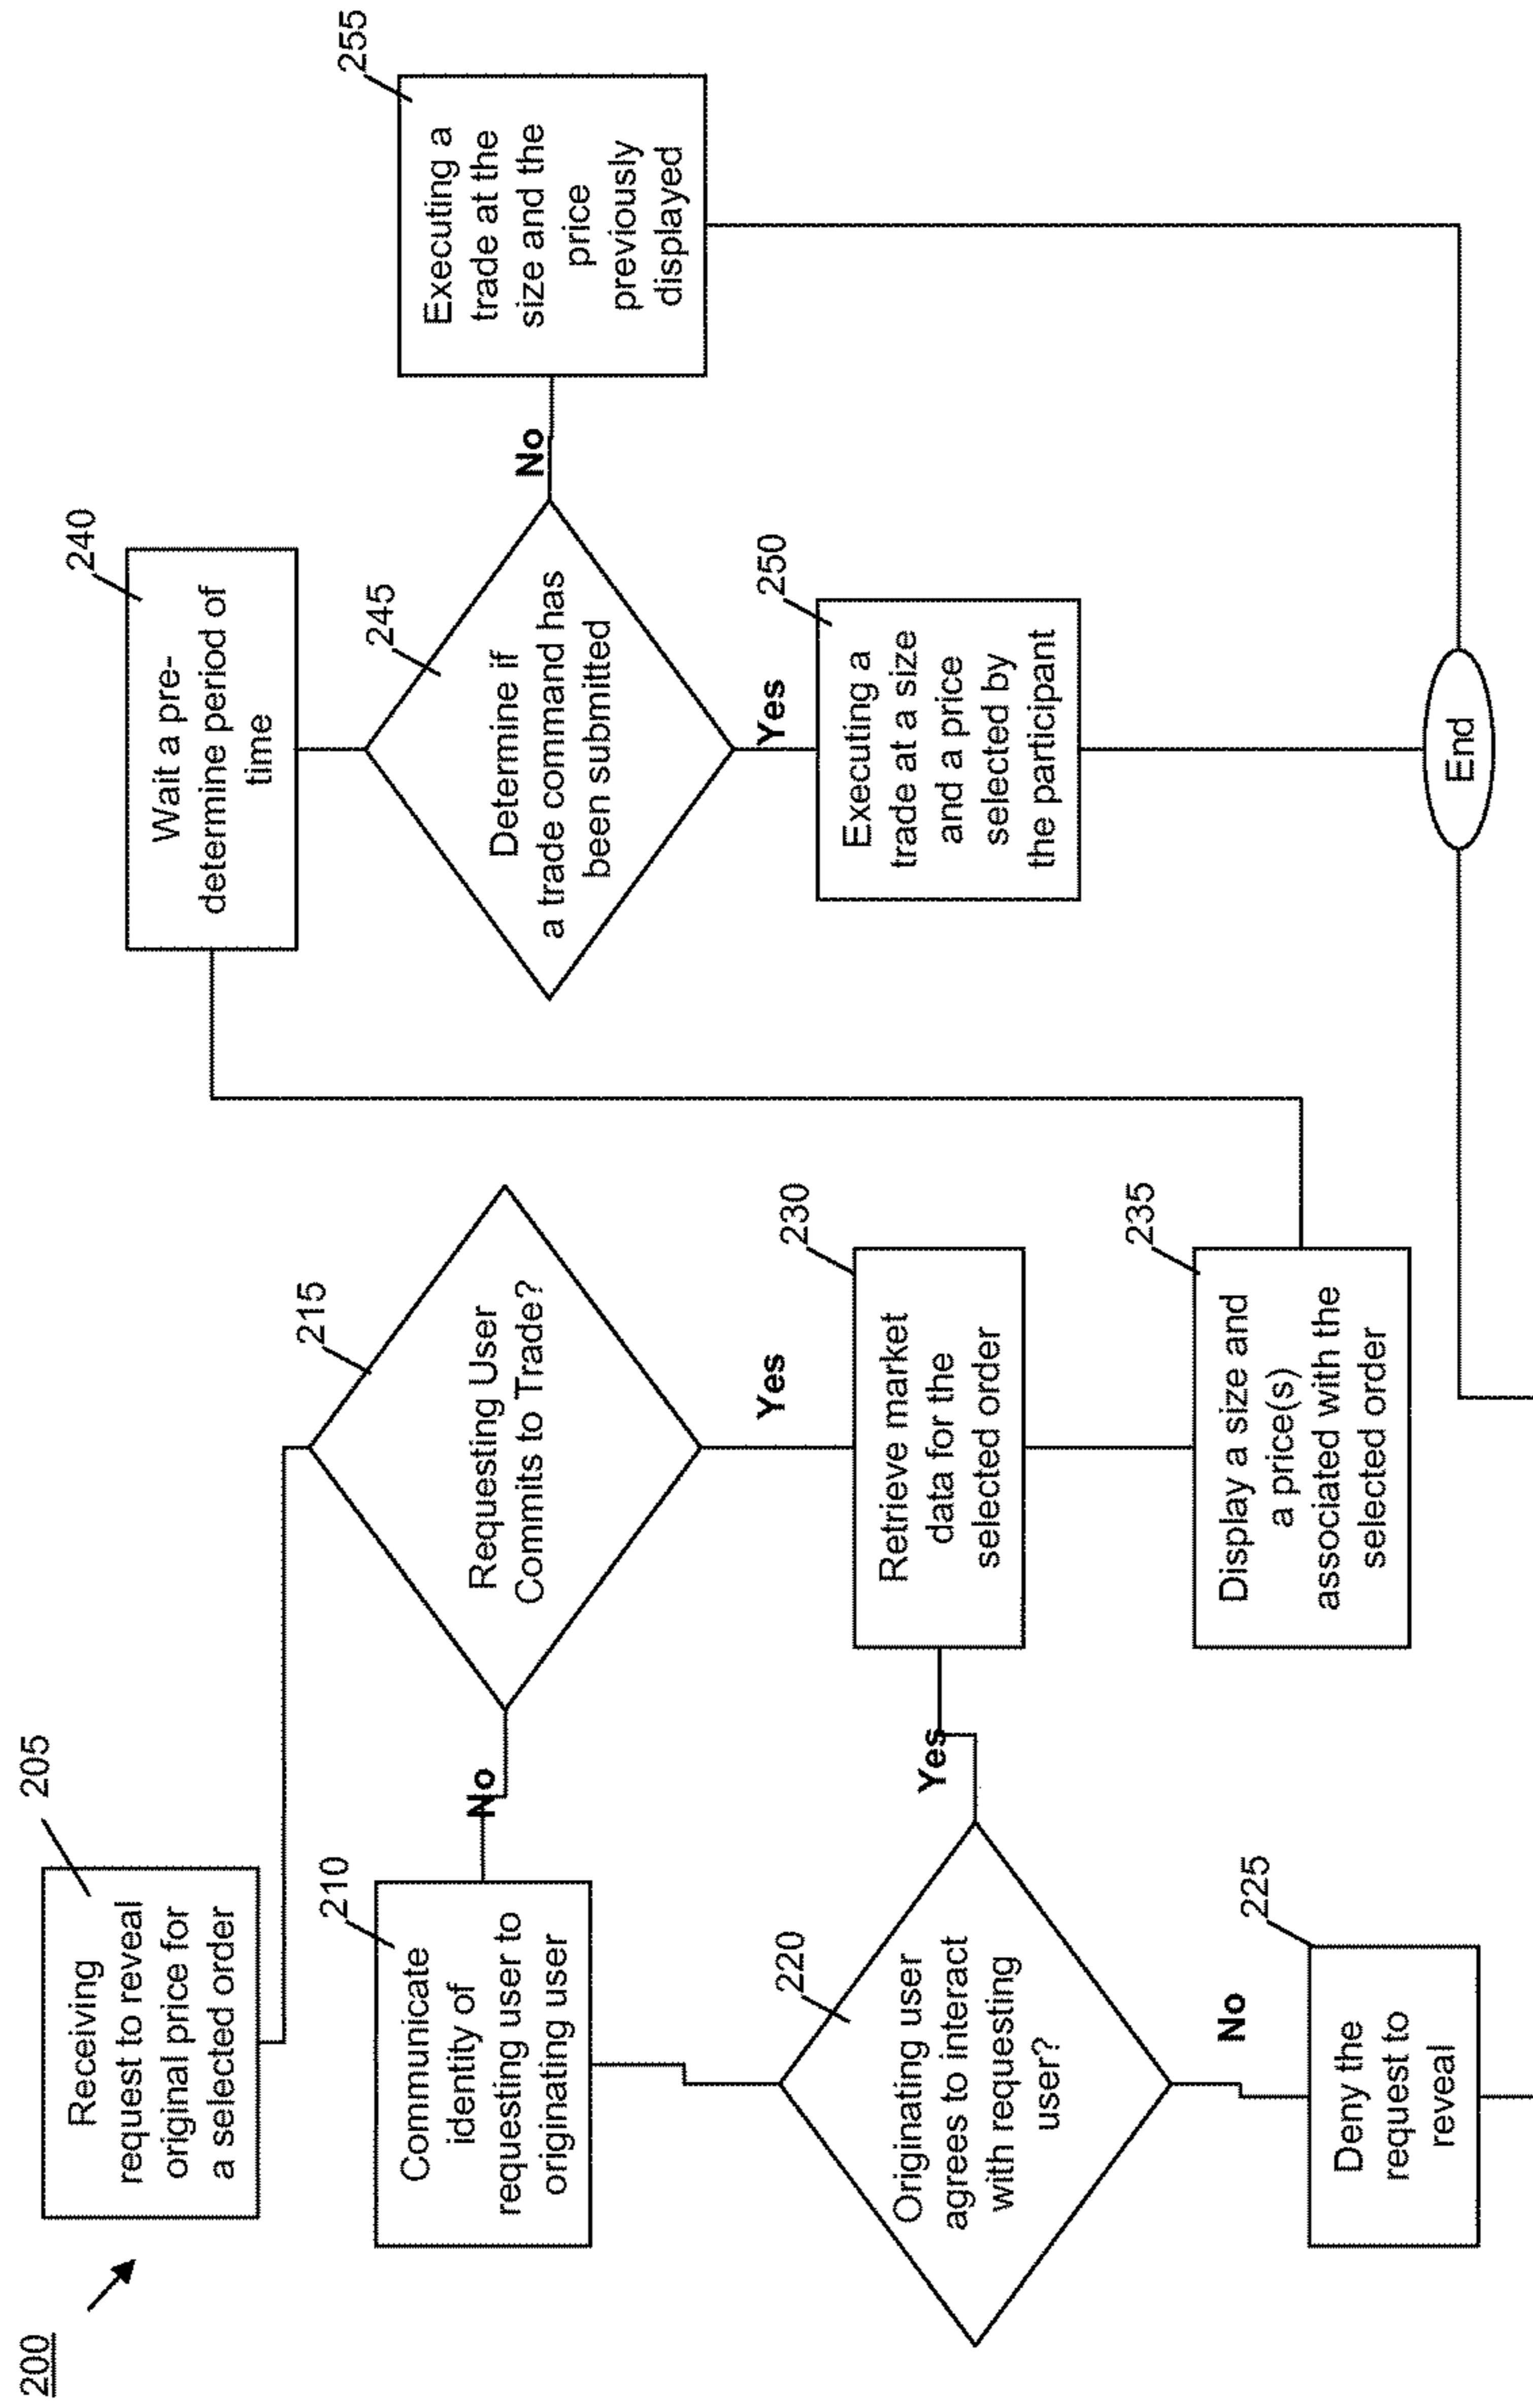 200
205
Receiving
request to reveal
original price for
a selected order
215
Requesting User
Commits to Trade?
No
Yes
210
Communicate
identity of
requesting user to
originating user
220
Originating user
agrees to interact
with requesting
user?
Yes
No
225
Deny the
request to
reveal
230
Retrieve market
data for the
selected order
235
Display a size and
a price(s)
associated with the
selected order
240
Wait a pre-
determine period of
time
245
Determine if
a trade command has
been submitted
No
Yes
250
Executing a
trade at a size
and a price
selected by
the participant
255
Executing a
trade at the
size and the
price
previously
displayed
End